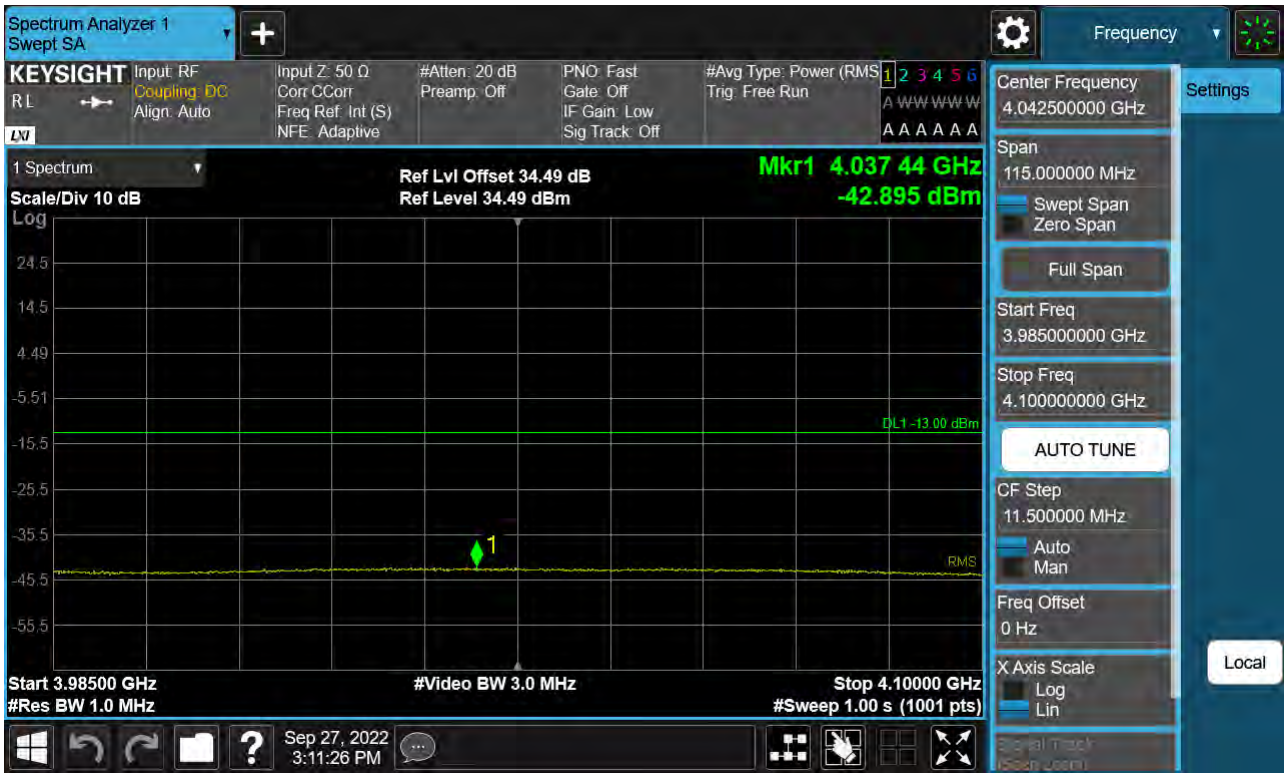 Spectrum Analyzer 1
Swept SA
+
Frequency
KEYSIGHT
RL
LXI
Input: RF
Coupling: DC
Align: Auto
Input Z: 50 Ω
Corr CCorr
Freq Ref: Int (S)
NFE: Adaptive
#Atten: 20 dB
Preamp: Off
PNO: Fast
Gate: Off
IF Gain: Low
Sig Track: Off
#Avg Type: Power (RMS
Trig: Free Run
1 2 3 4 5 6
A W W W W W
A A A A A A
1 Spectrum
Scale/Div 10 dB
Log
Ref Lvl Offset 34.49 dB
Ref Level 34.49 dBm
Mkr1 4.037 44 GHz
-42.895 dBm
24.5
14.5
4.49
-5.51
-15.5
-25.5
-35.5
-45.5
-55.5
DL1 -13.00 dBm
1
RMS
Start 3.98500 GHz
#Res BW 1.0 MHz
#Video BW 3.0 MHz
Stop 4.10000 GHz
#Sweep 1.00 s (1001 pts)
Center Frequency
4.042500000 GHz
Span
115.000000 MHz
Swept Span
Zero Span
Full Span
Start Freq
3.985000000 GHz
Stop Freq
4.100000000 GHz
AUTO TUNE
CF Step
11.500000 MHz
Auto
Man
Freq Offset
0 Hz
X Axis Scale
Log
Lin
Signal Track
(Span Zoom)
Settings
Local
?
Sep 27, 2022
3:11:26 PM